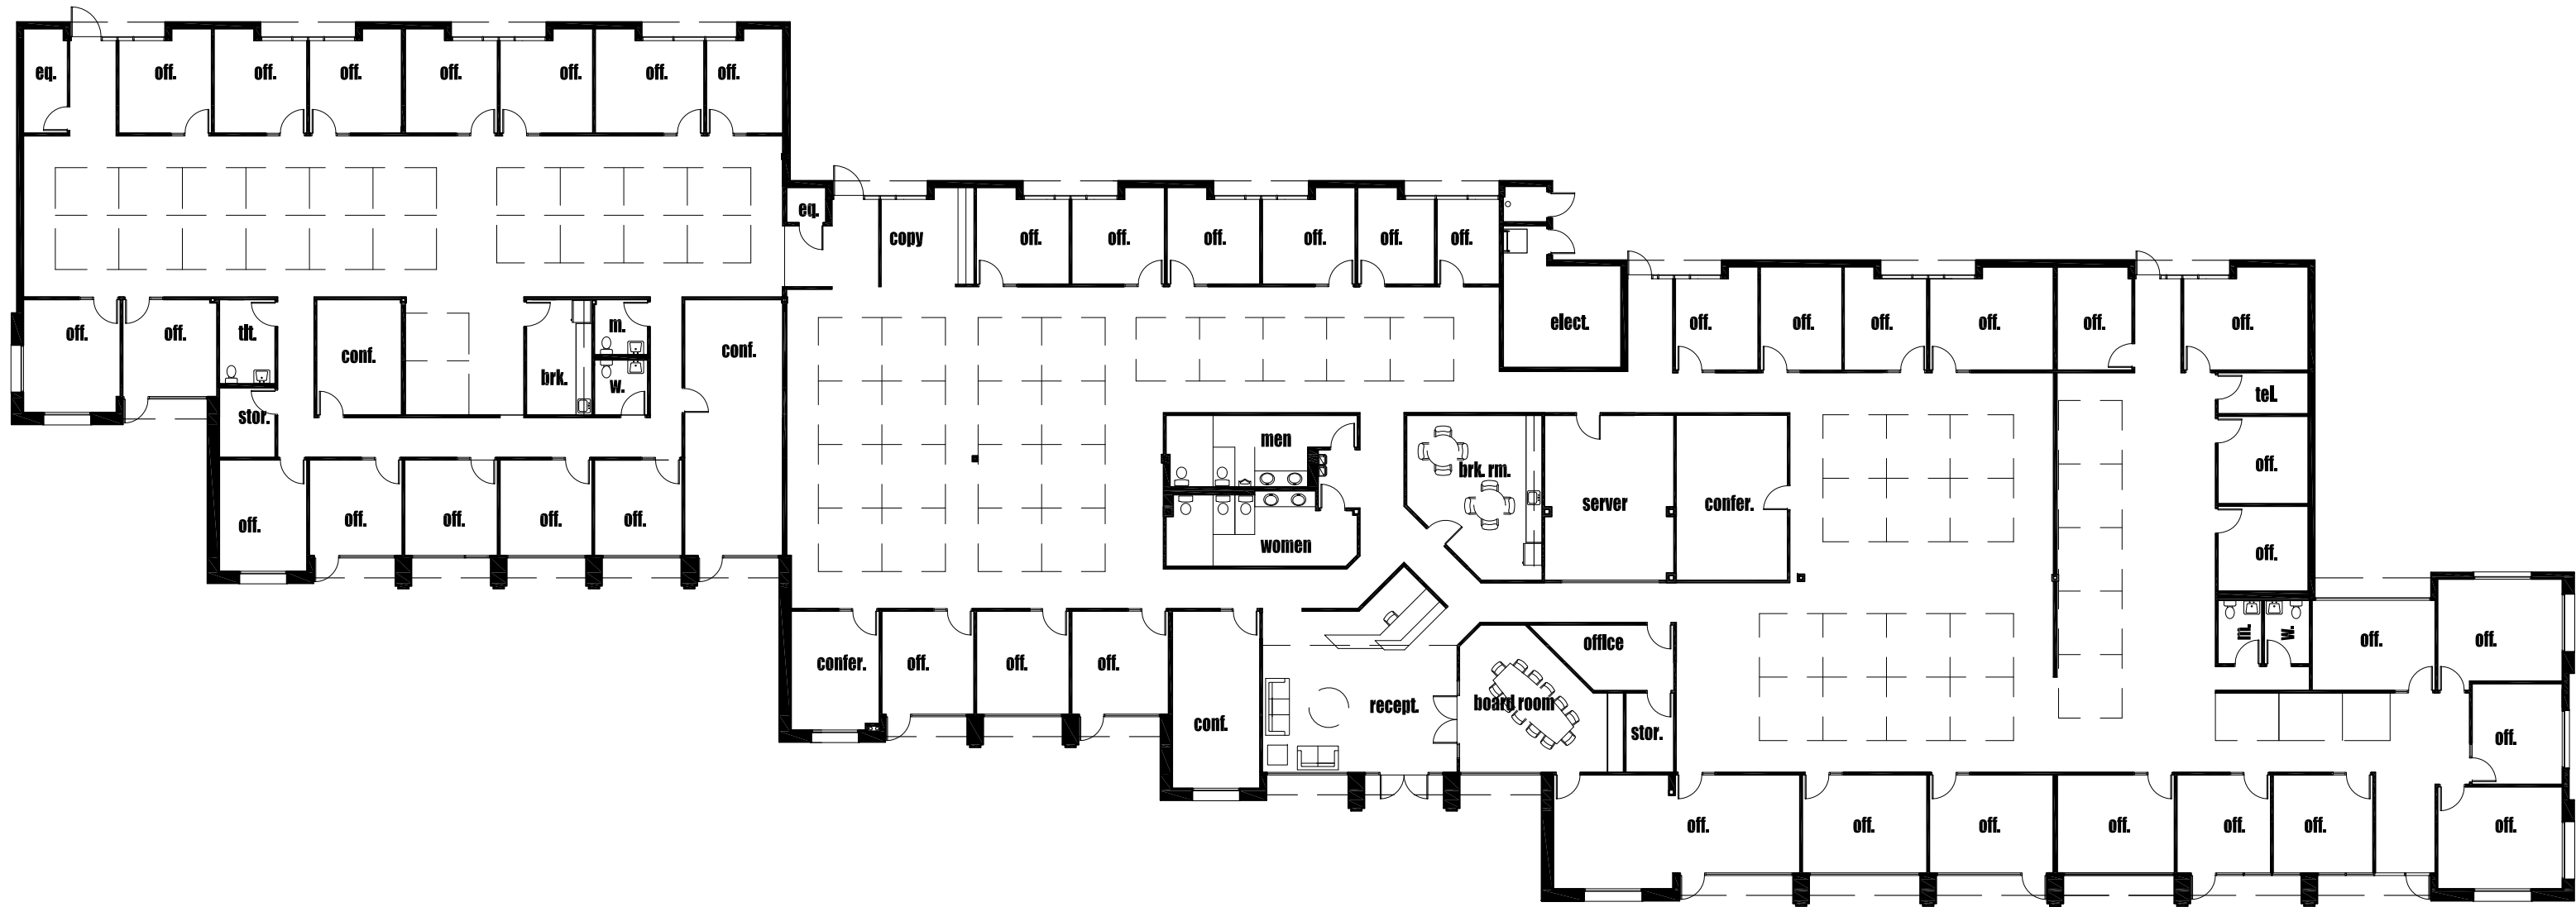 eq.
off.
off.
off.
off.
off.
off.
off.
eq.
copy
off.
off.
off.
off.
off.
off.
off.
off.
tlt.
conf.
brk.
m.
w.
conf.
stor.
elect.
off.
off.
off.
off.
off.
off.
tel.
off.
off.
off.
off.
off.
off.
off.
men
women
brk. rm.
server
confer.
off.
off.
m.
w.
off.
off.
confer.
off.
off.
off.
conf.
recept.
office
board room
stor.
off.
off.
off.
off.
off.
off.
off.
off.